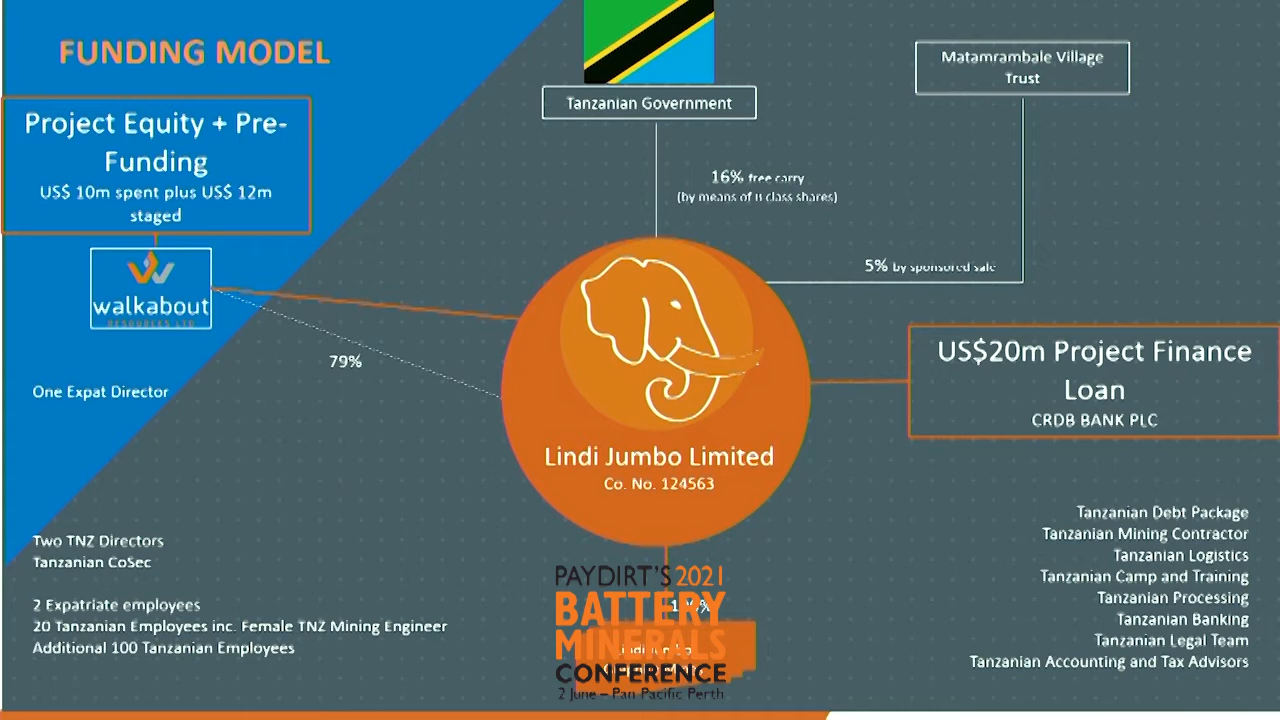 FUNDING MODEL
Project Equity + Pre-
Funding
US$ 10m spent plus US$ 12m
staged
walkabout
RESOURCES LTD
One Expat Director
79%
Tanzanian Government
16% free carry
(by means of B class shares)
Matamrambale Village
Trust
5% by sponsored sale
US$20m Project Finance
Loan
CRDB BANK PLC
Lindi Jumbo Limited
Co. No. 124563
Two TNZ Directors
Tanzanian CoSec
2 Expatriate employees
20 Tanzanian Employees inc. Female TNZ Mining Engineer
Additional 100 Tanzanian Employees
PAYDIRT'S 2021
BATTERY
MINERALS
CONFERENCE
2 June – Pan Pacific Perth
Tanzanian Debt Package
Tanzanian Mining Contractor
Tanzanian Logistics
Tanzanian Camp and Training
Tanzanian Processing
Tanzanian Banking
Tanzanian Legal Team
Tanzanian Accounting and Tax Advisors